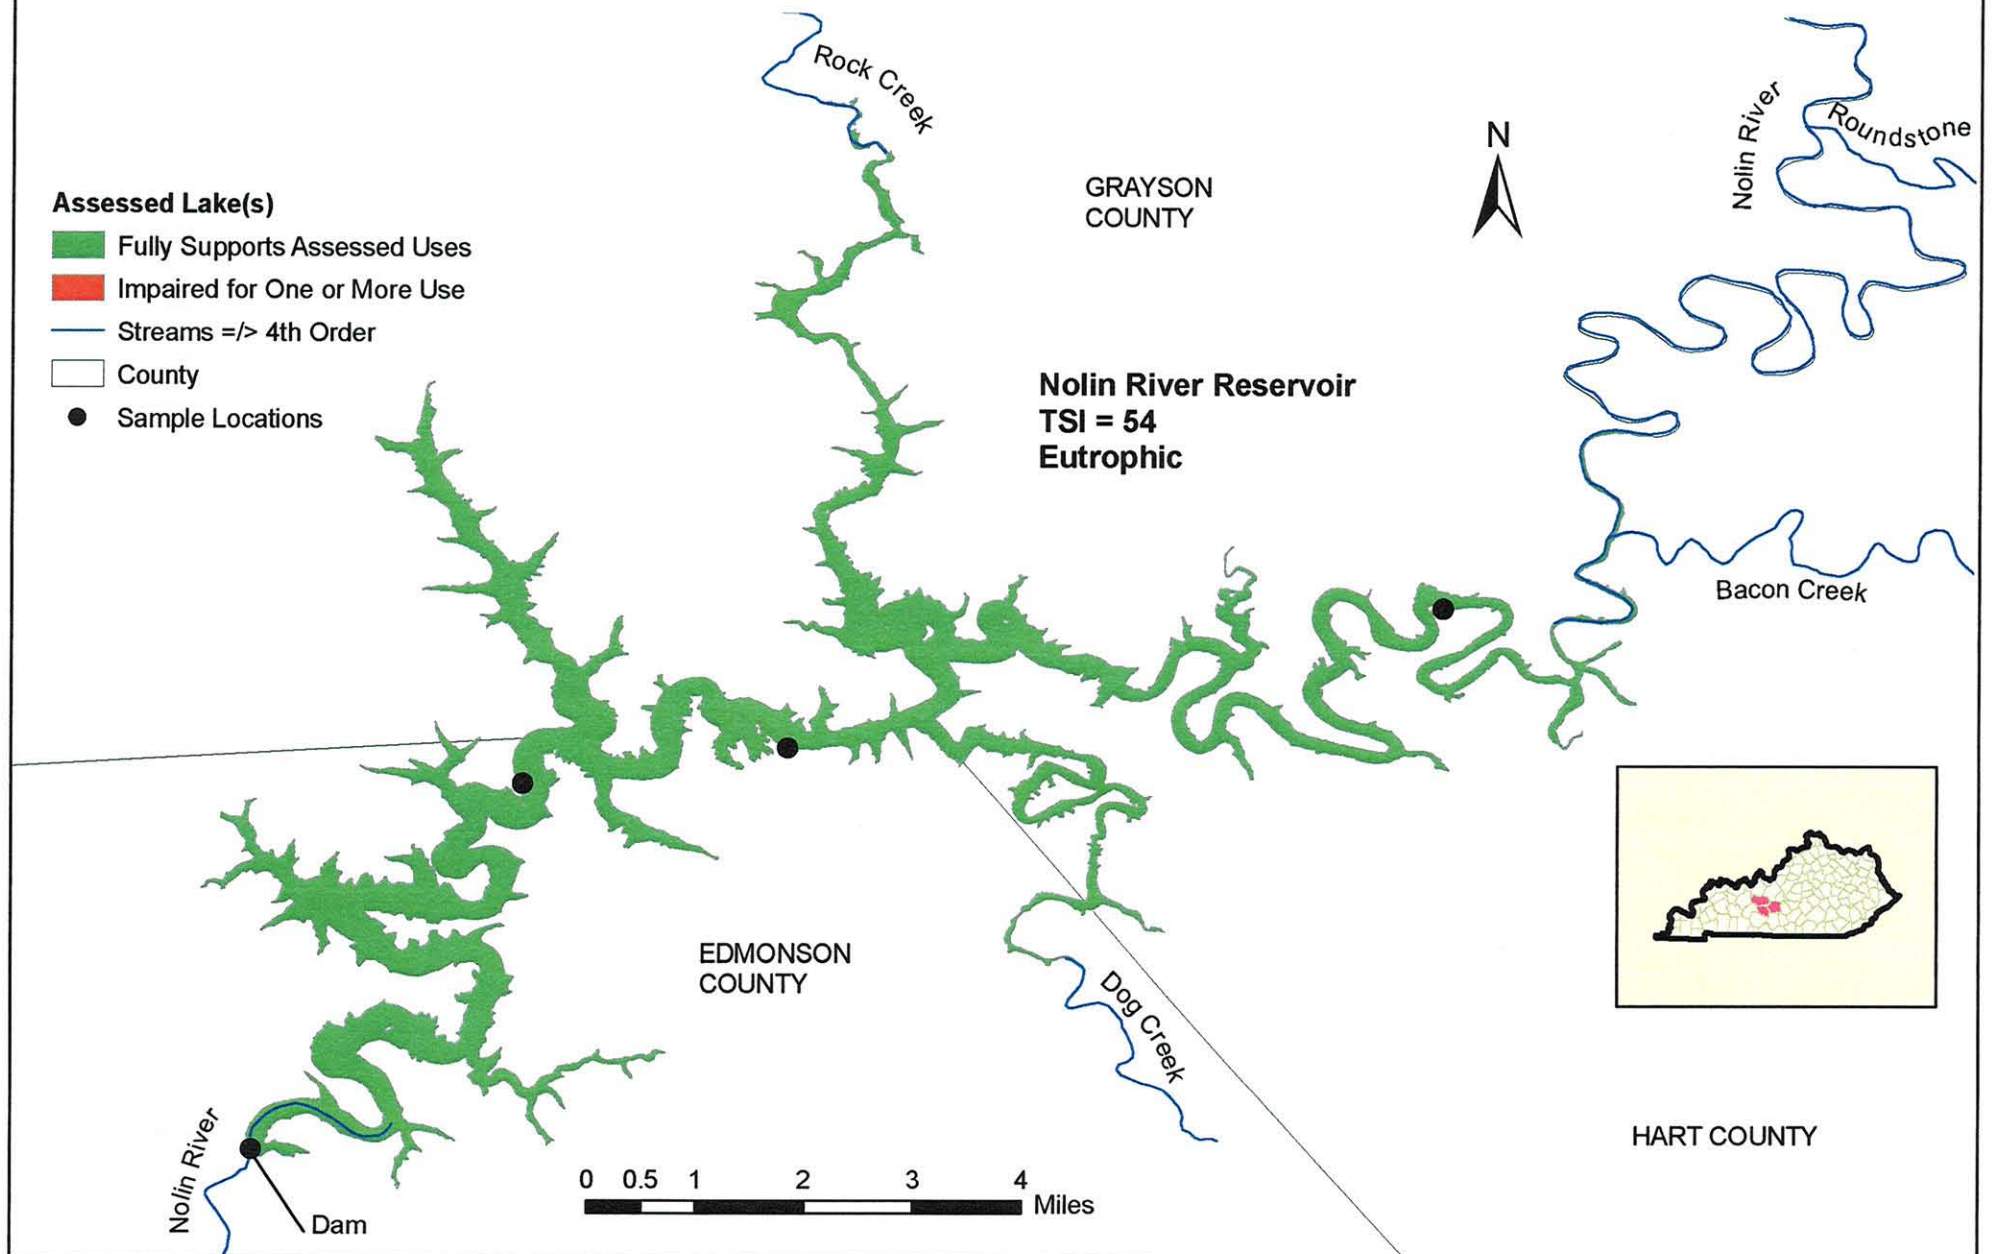 Rock Creek
Nolin River
Roundstone
N
GRAYSON
COUNTY
Assessed Lake(s)
Fully Supports Assessed Uses
Impaired for One or More Use
Streams =/> 4th Order
County
Sample Locations
Nolin River Reservoir
TSI = 54
Eutrophic
Bacon Creek
EDMONSON
COUNTY
Dog Creek
HART COUNTY
Nolin River
Dam
0 0.5 1 2 3 4
Miles